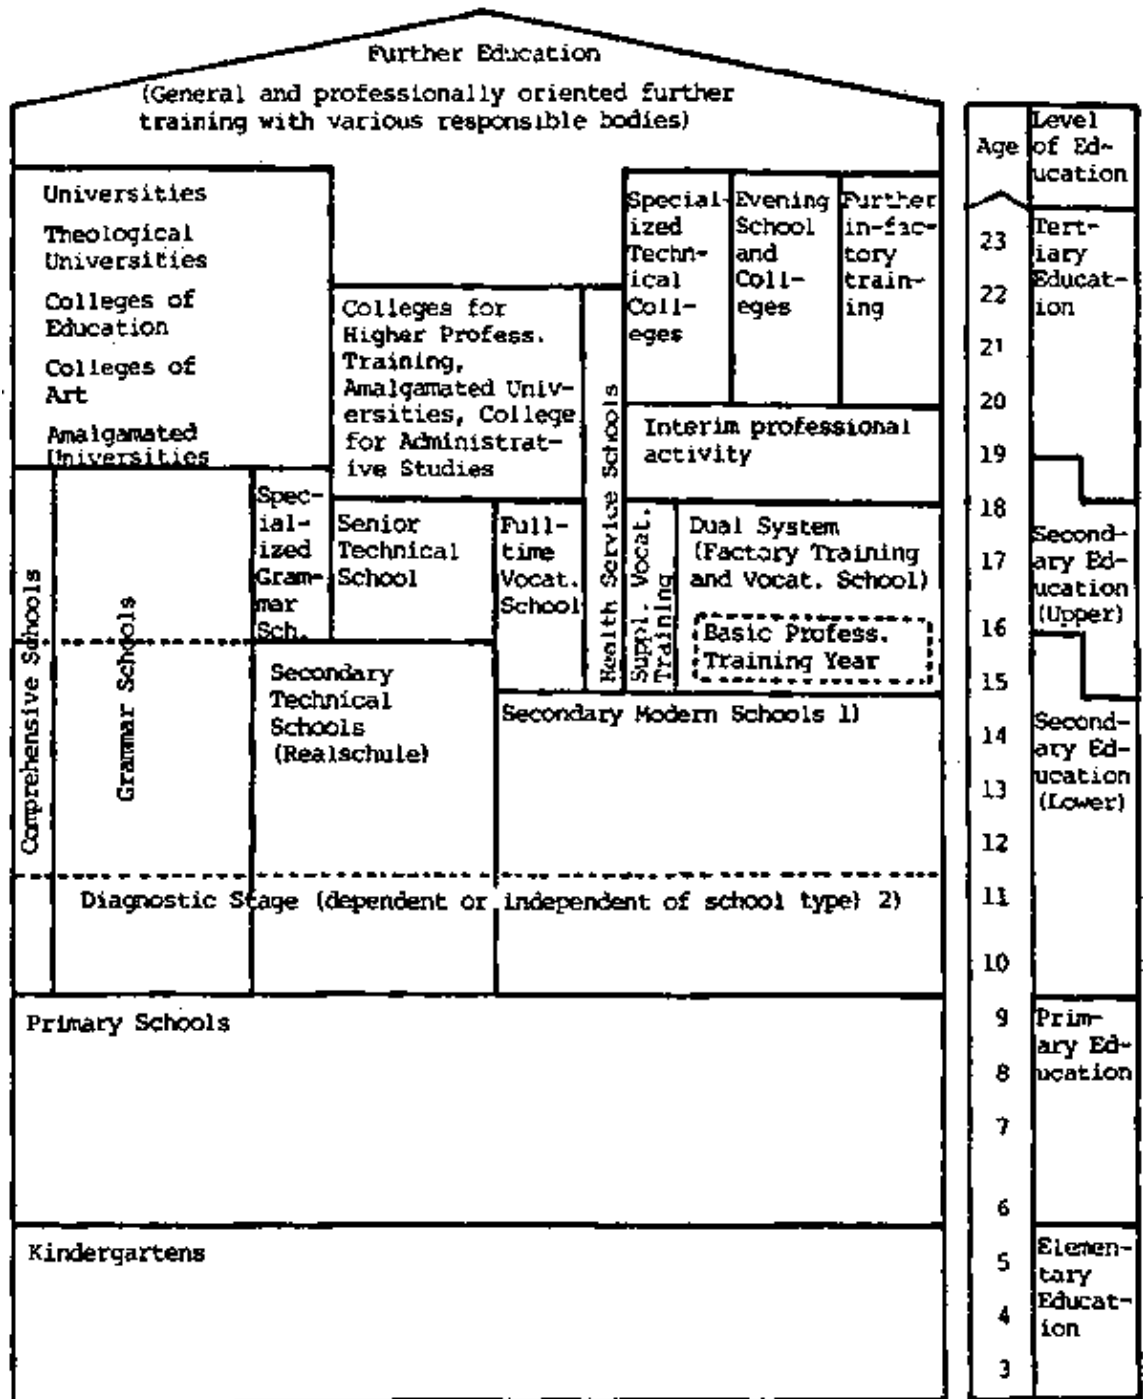 Further Education
(General and professionally oriented further
training with various responsible bodies)
Universities
Theological
Universities
Colleges of
Education
Colleges of
Art
Amalgamated
Universities
Colleges for
Higher Profess.
Training,
Amalgamated Univ-
ersities, College
for Administrat-
ive Studies
Health Service Schools
Special-
ized
Techn-
ical
Coll-
eges
Evening
School
and
Coll-
eges
Further
in-fac-
tory
train-
ing
Interim professional
activity
Comprehensive Schools
Grammar Schools
Spec-
ial-
ized
Gram-
mar
Sch.
Senior
Technical
School
Full-
time
Vocat.
School
Suppl. Vocat.
Training
Dual System
(Factory Training
and Vocat. School)
Basic Profess.
Training Year
Secondary
Technical
Schools
(Realschule)
Secondary Modern Schools 1)
Diagnostic Stage (dependent or independent of school type) 2)
Primary Schools
Kindergartens
Age
23
22
21
20
19
18
17
16
15
14
13
12
11
10
9
8
7
6
5
4
3
Level
of Ed-
ucation
Tert-
iary
Educat-
ion
Second-
ary Ed-
ucation
(Upper)
Second-
ary Ed-
ucation
(Lower)
Prim-
ary Ed-
ucation
Elemen-
tary
Educat-
ion